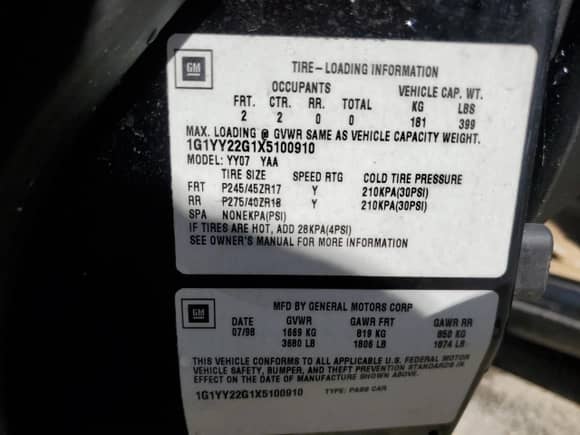 GM
TIRE-LOADING INFORMATION
OCCUPANTS VEHICLE CAP. WT.
FRT. CTR. RR. TOTAL KG LBS
2 2 0 0 181 399
MAX. LOADING @ GVWR SAME AS VEHICLE CAPACITY WEIGHT.
1G1YY22G1X5100910
MODEL: YY07 YAA
TIRE SIZE SPEED RTG COLD TIRE PRESSURE
FRT P245/45ZR17 Y 210KPA(30PSI)
RR P275/40ZR18 Y 210KPA(30PSI)
SPA NONEKPA(PSI)
IF TIRES ARE HOT, ADD 28KPA(4PSI)
SEE OWNER'S MANUAL FOR MORE INFORMATION
GM
MFD BY GENERAL MOTORS CORP
DATE GVWR GAWR FRT GAWR RR
07/98 1669 KG 819 KG 850 KG
3680 LB 1806 LB 1874 LB
THIS VEHICLE CONFORMS TO ALL APPLICABLE U.S. FEDERAL MOTOR
VEHICLE SAFETY, BUMPER, AND THEFT PREVENTION STANDARDS IN
EFFECT ON THE DATE OF MANUFACTURE SHOWN ABOVE.
1G1YY22G1X5100910 TYPE: PASS CAR